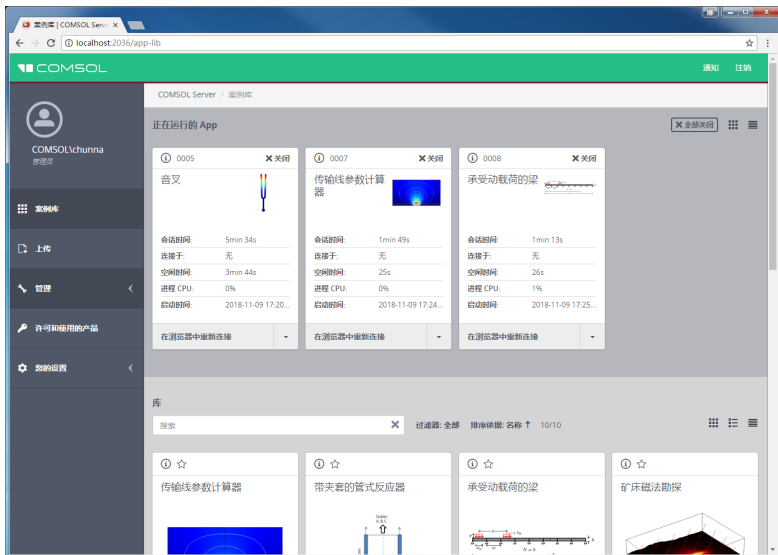 案例库 | COMSOL Serve
localhost:2036/app-lib
COMSOL
通知 注销
COMSOL Server / 案例库
COMSOL\chunna
管理员
案例库
上传
管理
许可和使用的产品
您的设置
正在运行的 App
全部关闭
0005 关闭
音叉
会话时间: 5min 34s
连接于: 无
空闲时间: 3min 44s
进程 CPU: 0%
启动时间: 2018-11-09 17:20...
在浏览器中重新连接
0007 关闭
传输线参数计算
器
会话时间: 1min 49s
连接于: 无
空闲时间: 25s
进程 CPU: 0%
启动时间: 2018-11-09 17:24...
在浏览器中重新连接
0008 关闭
承受动载荷的梁
会话时间: 1min 13s
连接于: 无
空闲时间: 26s
进程 CPU: 1%
启动时间: 2018-11-09 17:25...
在浏览器中重新连接
库
搜索
过滤器: 全部 排序依据: 名称 ↑ 10/10
传输线参数计算器
带夹套的管式反应器
承受动载荷的梁
矿床磁法勘探